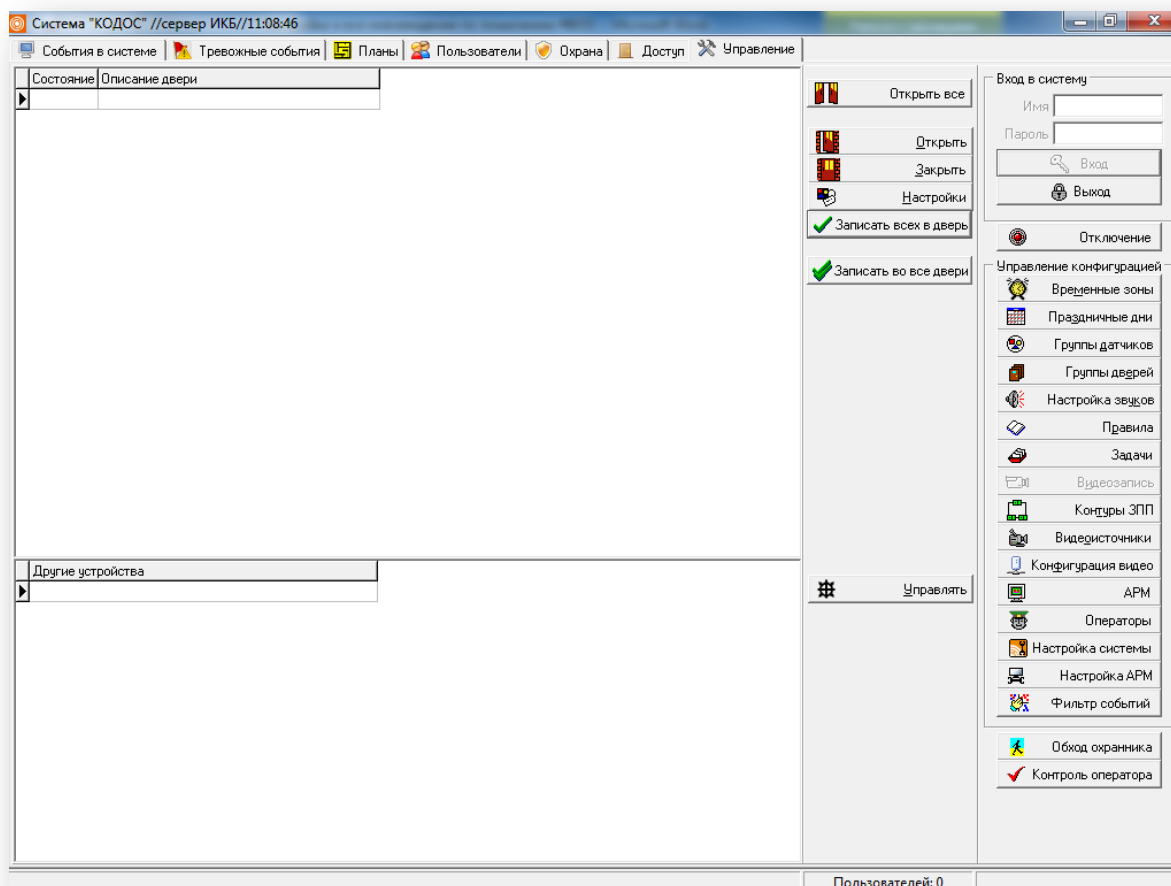 Система "КОДОС" //сервер ИКБ//11:08:46
События в системе Тревожные события Планы Пользователи Охрана Доступ Управление
Состояние Описание двери
Открыть все
Открыть
Закрыть
Настройки
Записать всех в дверь
Записать во все двери
Другие устройства
Управлять
Вход в систему
Имя
Пароль
Вход
Выход
Отключение
Управление конфигурацией
Временные зоны
Праздничные дни
Группы датчиков
Группы дверей
Настройка звуков
Правила
Задачи
Видеозапись
Контуры ЗПП
Видеоисточники
Конфигурация видео
АРМ
Операторы
Настройка системы
Настройка АРМ
Фильтр событий
Обход охранника
Контроль оператора
Пользователей: 0